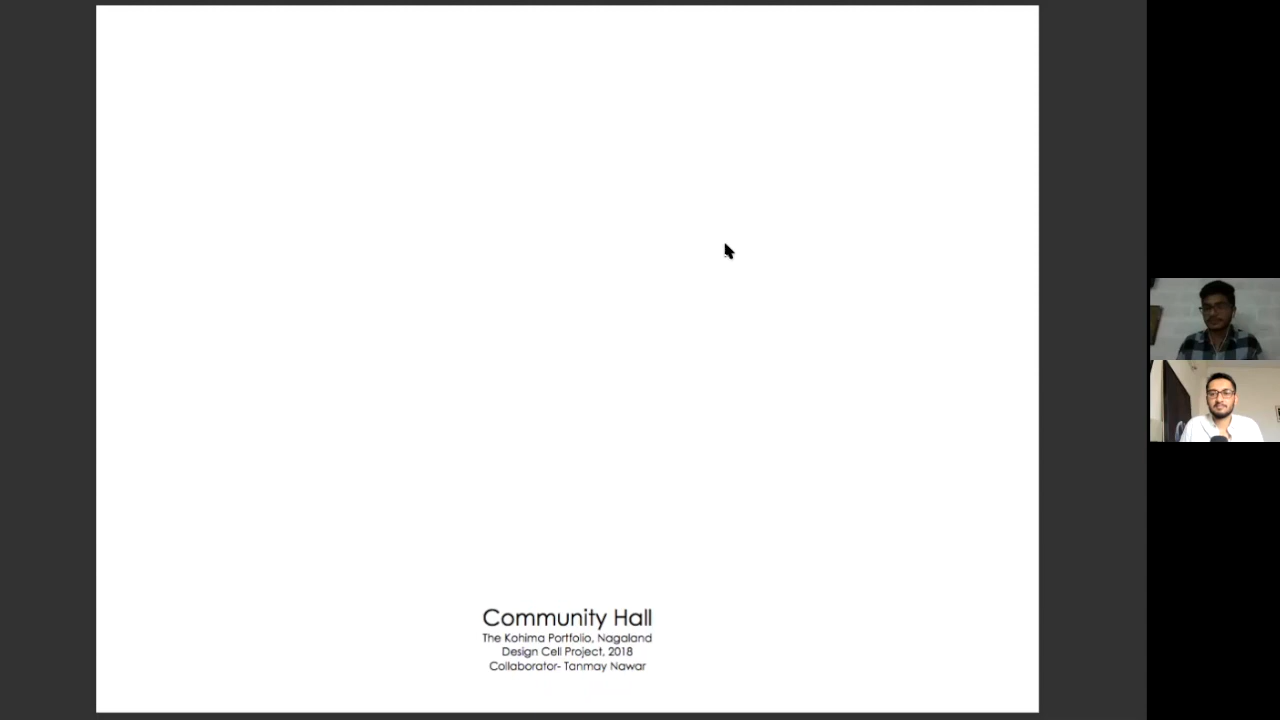 Community Hall
The Kohima Portfolio, Nagaland
Design Cell Project, 2018
Collaborator- Tanmay Nawar